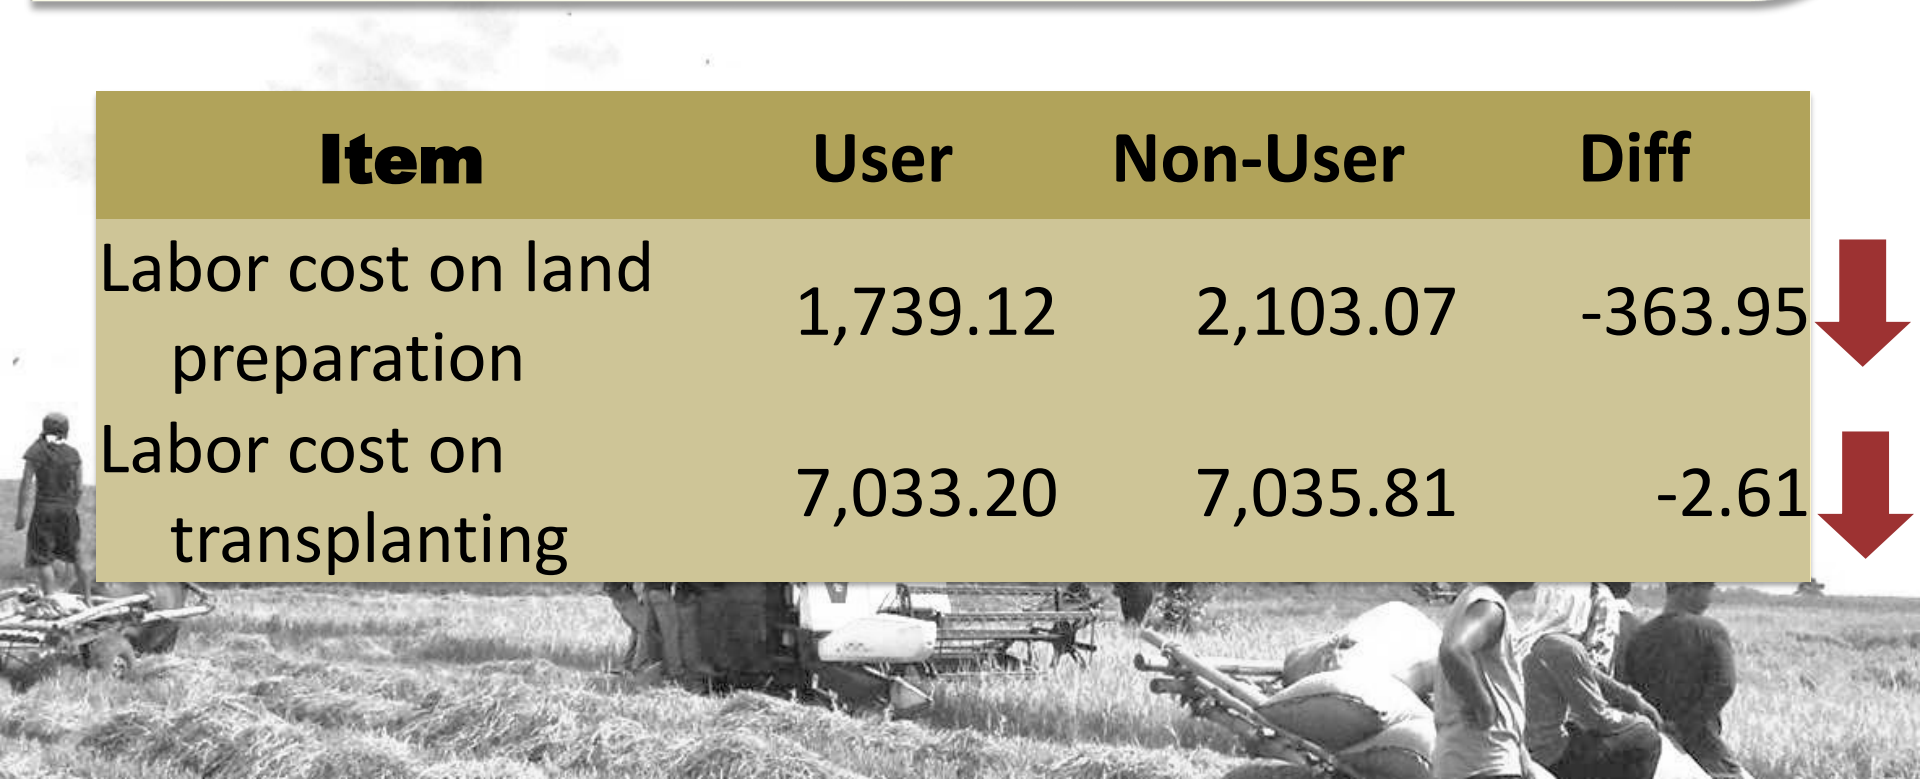 Item User Non-User Diff
Labor cost on land
preparation
1,739.12 2,103.07 -363.95
Labor cost on
transplanting
7,033.20 7,035.81 -2.61